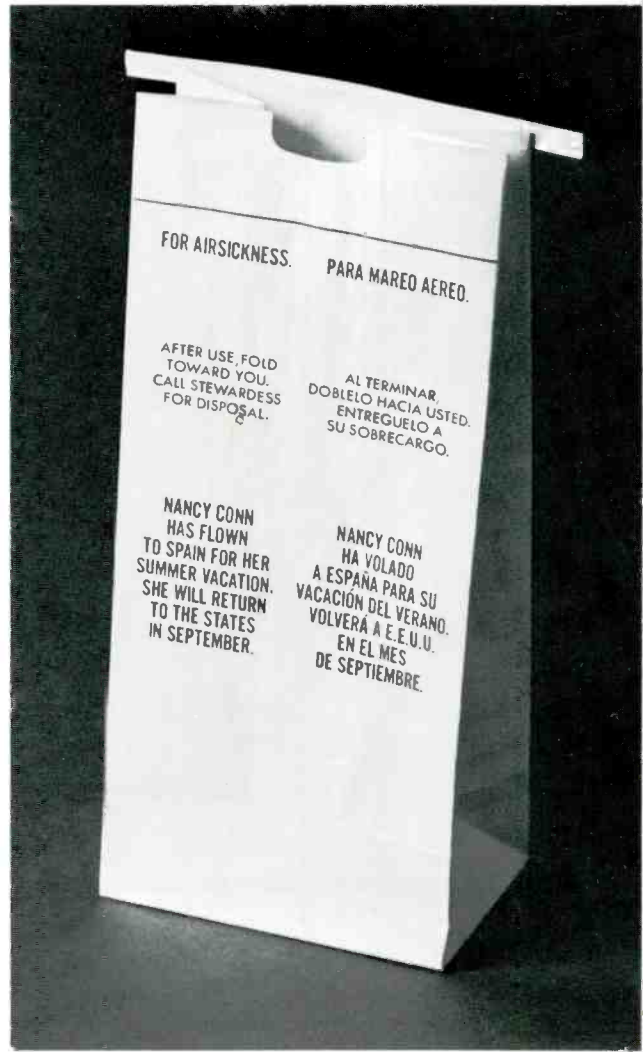 FOR AIRSICKNESS.
AFTER USE, FOLD
TOWARD YOU.
CALL STEWARDESS
FOR DISPOSAL.
NANCY CONN
HAS FLOWN
TO SPAIN FOR HER
SUMMER VACATION.
SHE WILL RETURN
TO THE STATES
IN SEPTEMBER.
PARA MAREO AEREO.
AL TERMINAR,
DOBLELO HACIA USTED.
ENTREGUELO A
SU SOBRECARGO.
NANCY CONN
HA VOLADO
A ESPAÑA PARA SU
VACACIÓN DEL VERANO.
VOLVERÁ A E.E.U.U.
EN EL MES
DE SEPTIEMBRE.